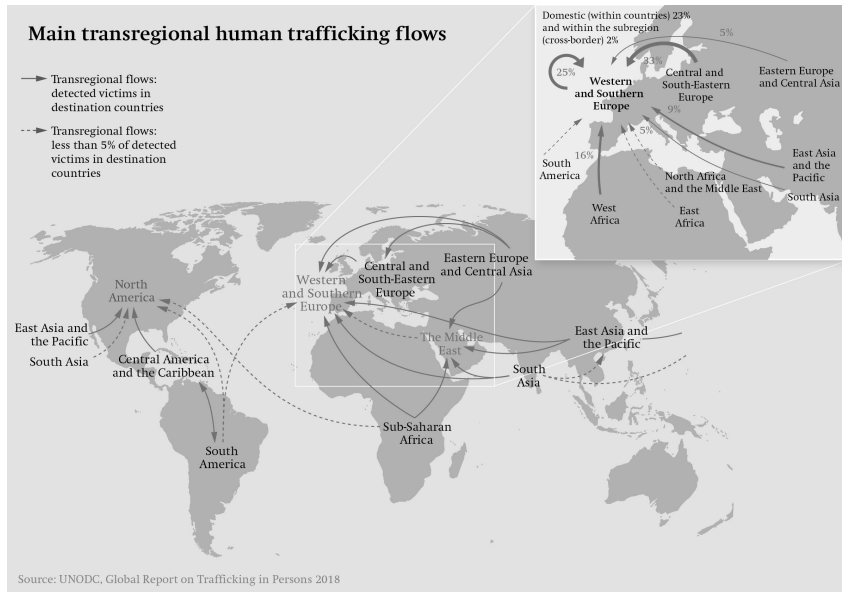 Main transregional human trafficking flows
Transregional flows:
detected victims in
destination countries
Transregional flows:
less than 5% of detected
victims in destination
countries
Domestic (within countries) 23%
and within the subregion
(cross-border) 2%
5%
25%
33%
Western
and Southern
Europe
Central and
South-Eastern
Europe
Eastern Europe
and Central Asia
9%
5%
16%
South
America
East Asia
and the
Pacific
North Africa
and the Middle East
South Asia
West
Africa
East
Africa
North
America
Western
and Southern
Europe
Central and
South-Eastern
Europe
Eastern Europe
and Central Asia
East Asia and
the Pacific
South Asia
Central America
and the Caribbean
The Middle
East
East Asia and
the Pacific
South
Asia
Sub-Saharan
Africa
South
America
Source: UNODC, Global Report on Trafficking in Persons 2018